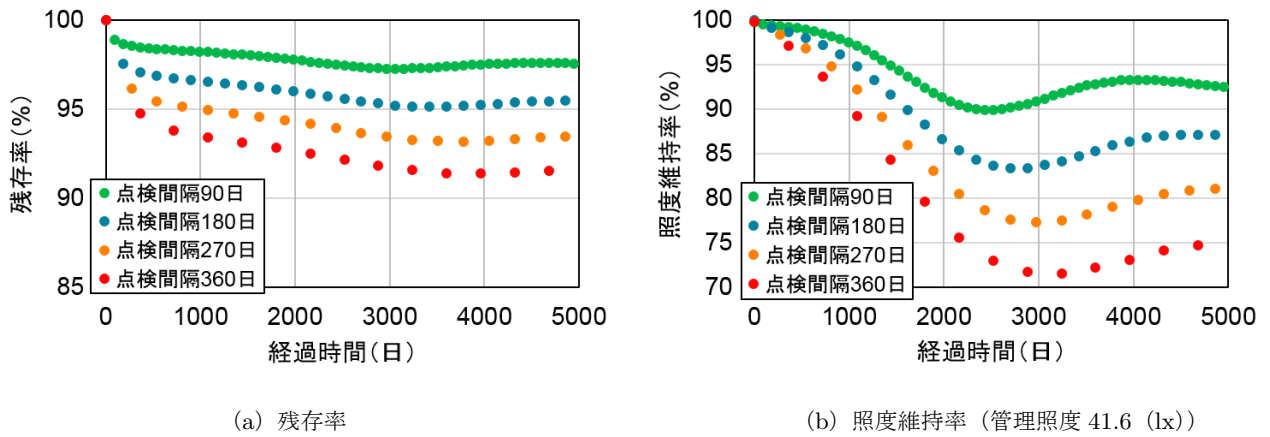 100
95
90
85
残存率(%)
点検間隔90日
点検間隔180日
点検間隔270日
点検間隔360日
0 1000 2000 3000 4000 5000
経過時間(日)
(a) 残存率
100
95
90
85
80
75
70
照度維持率(%)
点検間隔90日
点検間隔180日
点検間隔270日
点検間隔360日
0 1000 2000 3000 4000 5000
経過時間(日)
(b) 照度維持率(管理照度 41.6(lx))